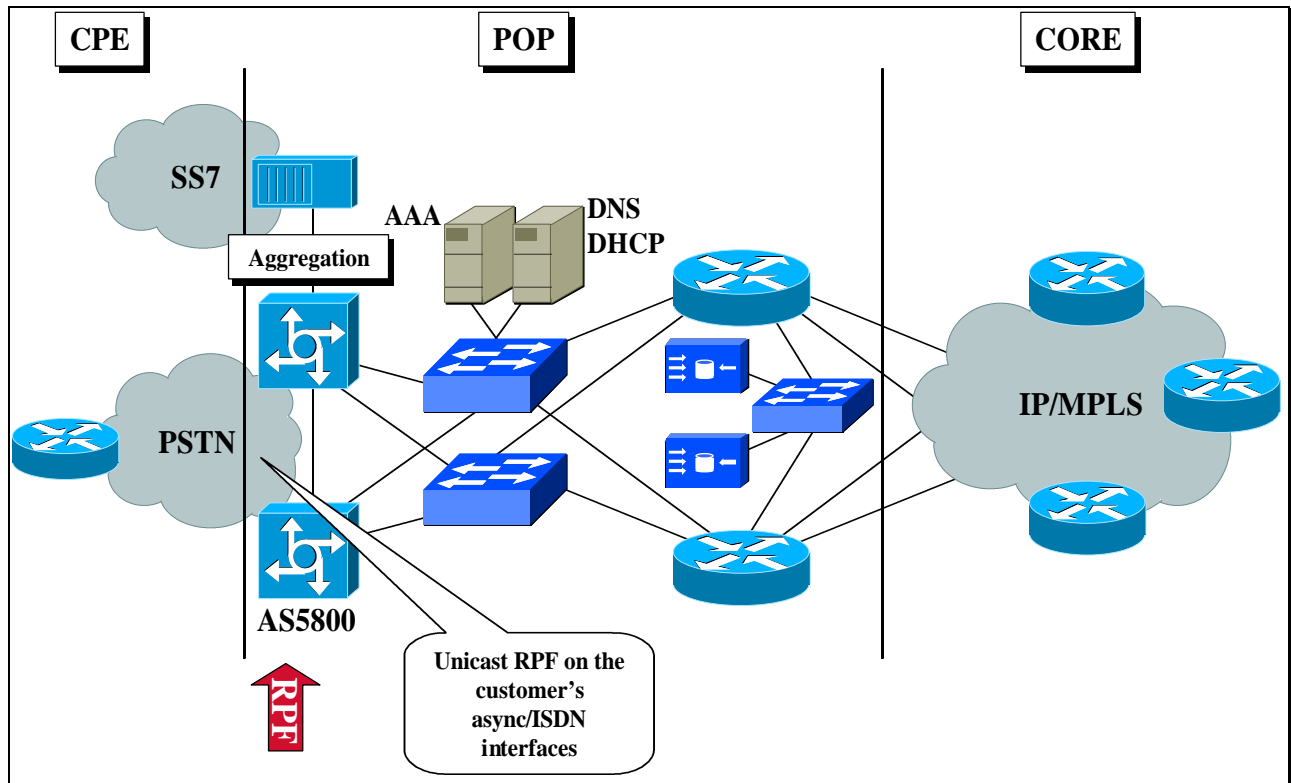 CPE
POP
CORE
SS7
AAA
DNS
DHCP
Aggregation
PSTN
IP/MPLS
AS5800
RPF
Unicast RPF on the
customer's
async/ISDN
interfaces